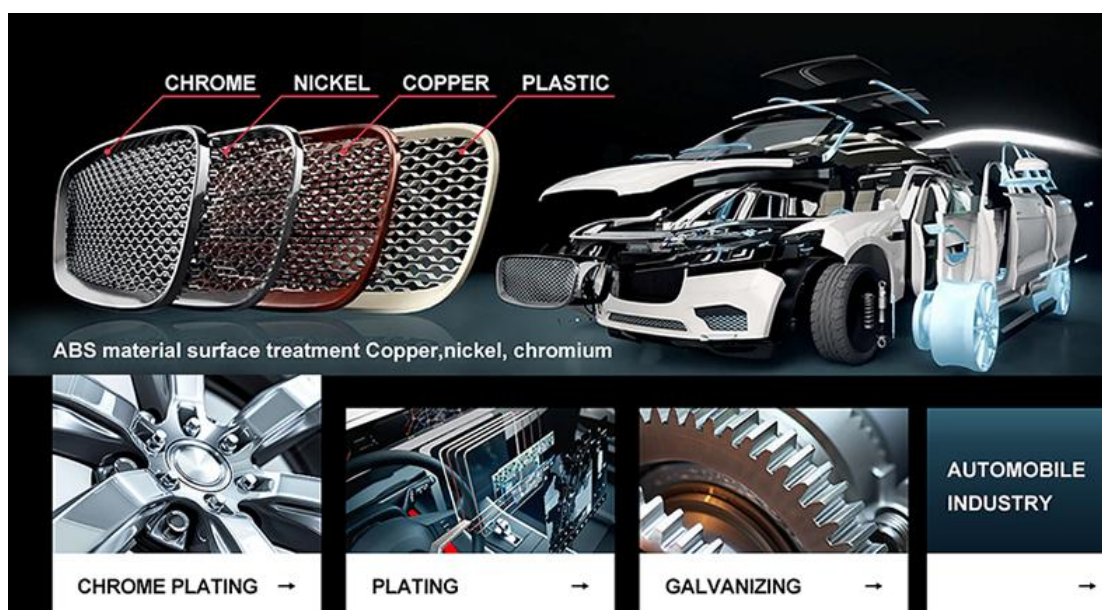 CHROME
NICKEL
COPPER
PLASTIC
ABS material surface treatment Copper,nickel, chromium
CHROME PLATING →
PLATING →
GALVANIZING →
AUTOMOBILE
INDUSTRY
→